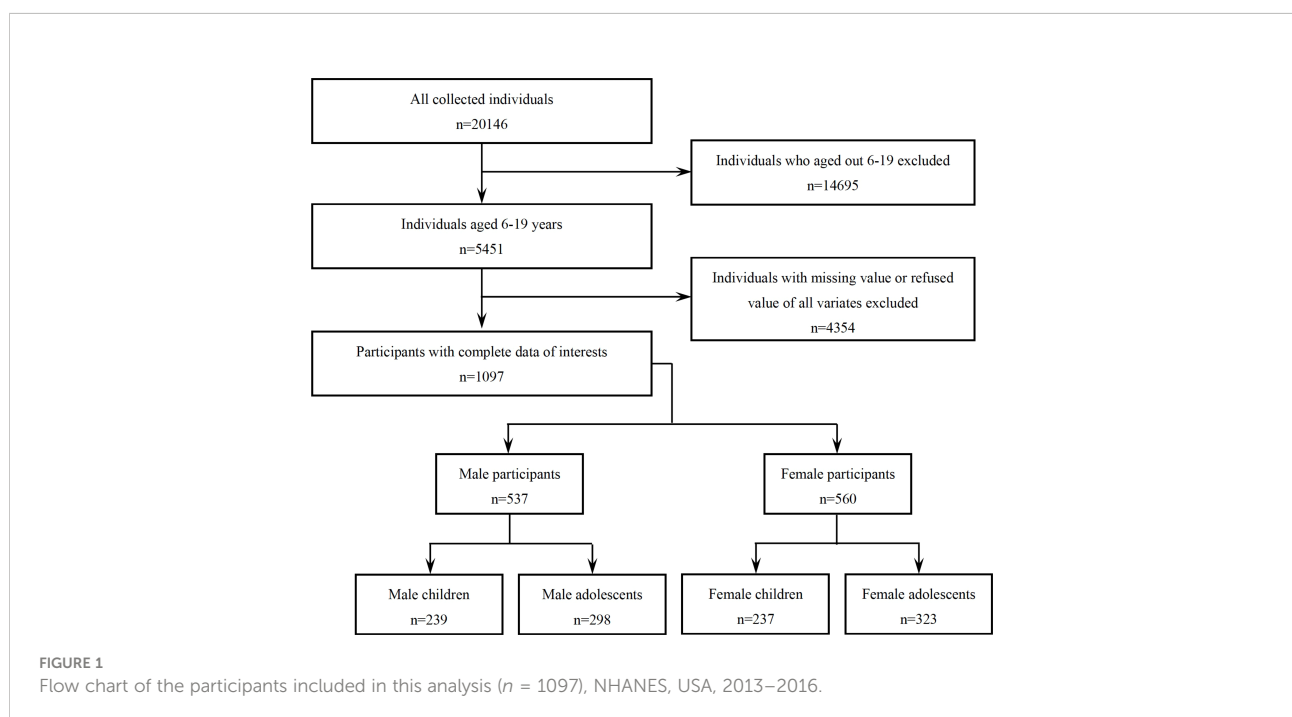 All collected individuals
n=20146
Individuals who aged out 6-19 excluded
n=14695
Individuals aged 6-19 years
n=5451
Individuals with missing value or refused
value of all variates excluded
n=4354
Participants with complete data of interests
n=1097
Male participants
n=537
Female participants
n=560
Male children
n=239
Male adolescents
n=298
Female children
n=237
Female adolescents
n=323
FIGURE 1
Flow chart of the participants included in this analysis (n = 1097), NHANES, USA, 2013–2016.